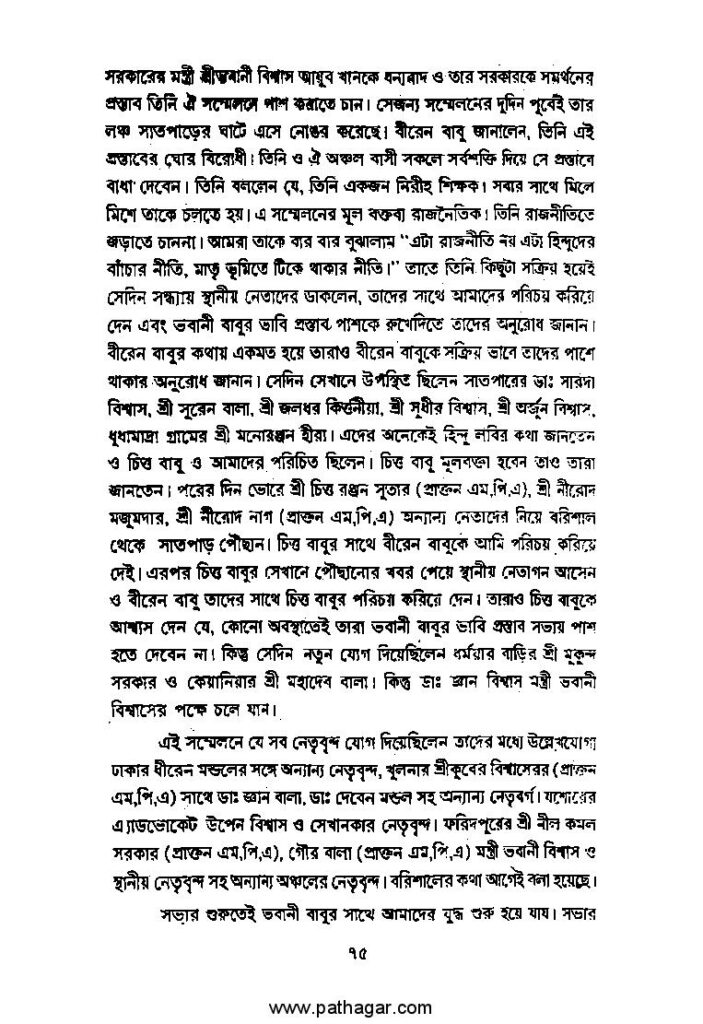 সরকারের মন্ত্রী শ্রীভবানী বিশ্বাস আয়ুব খানকে ধন্যবাদ ও তার সরকারকে সমর্থনের
প্রস্তাব তিনি ঐ সম্মেলনে পাশ করাতে চান। সেজন্য সম্মেলনের দুদিন পূর্বেই তার
লঞ্চ সাতপাড়ের ঘাটে এসে নোঙর করেছে। বীরেন বাবু জানালেন, তিনি এই
প্রস্তাবের ঘোর বিরোধী। তিনি ও ঐ অঞ্চল বাসী সকলে সর্বশক্তি দিয়ে সে প্রস্তাবে
বাধা দেবেন। তিনি বললেন যে, তিনি একজন নিরীহ শিক্ষক। সবার সাথে মিলে
মিশে তাকে চলতে হয়। এ সম্মেলনের মূল বক্তব্য রাজনৈতিক। তিনি রাজনীতিতে
জড়াতে চাননা। আমরা তাকে বার বার বুঝালাম “এটা রাজনীতি নয় এটা হিন্দুদের
বাঁচার নীতি, মাতৃ ভূমিতে টিকে থাকার নীতি।” তাতে তিনি কিছুটা সক্রিয় হয়েই
সেদিন সন্ধ্যায় স্থানীয় নেতাদের ডাকলেন, তাদের সাথে আমাদের পরিচয় করিয়ে
দেন এবং ভবানী বাবুর ভাবি প্রস্তাব পাশকে রুখেদিতে তাদের অনুরোধ জানান।
বীরেন বাবুর কথায় একমত হয়ে তারাও বীরেন বাবুকে সক্রিয় ভাবে তাদের পাশে
থাকার অনুরোধ জানান। সেদিন সেখানে উপস্থিত ছিলেন সাতপারের ডাঃ সারদা
বিশ্বাস, শ্রী সুরেন বালা, শ্রী জলধর কির্ত্তনীয়া, শ্রী সুধীর বিশ্বাস, শ্রী অর্জুন বিশ্বাস,
ধূধামাদ্রা গ্রামের শ্রী মনোরঞ্জন হীরা। এদের অনেকেই হিন্দু লবির কথা জানতেন
ও চিত্ত বাবু ও আমাদের পরিচিত ছিলেন। চিত্ত বাবু মূলবক্তা হবেন তাও তারা
জানতেন। পরের দিন ভোরে শ্রী চিত্ত রঞ্জন সুতার (প্রাক্তন এম,পি,এ), শ্রী নীরোদ
মজুমদার, শ্রী নীরোদ নাগ (প্রাক্তন এম,পি,এ) অন্যান্য নেতাদের নিয়ে বরিশাল
থেকে সাতপাড় পৌঁছান। চিত্ত বাবুর সাথে বীরেন বাবুকে আমি পরিচয় করিয়ে
দেই। এরপর চিত্ত বাবুর সেখানে পৌঁছানোর খবর পেয়ে স্থানীয় নেতাগন আসেন
ও বীরেন বাবু তাদের সাথে চিত্ত বাবুর পরিচয় করিয়ে দেন। তারাও চিত্ত বাবুকে
আশ্বাস দেন যে, কোনো অবস্থাতেই তারা ভবানী বাবুর ভাবি প্রস্তাব সভায় পাশ
হতে দেবেন না। কিন্তু সেদিন নতুন যোগ দিয়েছিলেন ধর্মরায় বাড়ির শ্রী মুকুন্দ
সরকার ও কেয়ানিয়ার শ্রী মহাদেব বালা। কিন্তু ডাঃ জ্ঞান বিশ্বাস মন্ত্রী ভবানী
বিশ্বাসের পক্ষে চলে যান।
এই সম্মেলনে যে সব নেতৃবৃন্দ যোগ দিয়েছিলেন তাদের মধ্যে উল্লেখযোগ্য
ঢাকার ধীরেন মন্ডলের সঙ্গে অন্যান্য নেতৃবৃন্দ, খুলনার শ্রীকুবের বিশ্বাসেরর (প্রাক্তন
এম,পি,এ) সাথে ডাঃ জ্ঞান বালা, ডাঃ দেবেন মন্ডল সহ অন্যান্য নেতৃবর্গ। যশোরের
এ্যাডভোকেট উপেন বিশ্বাস ও সেখানকার নেতৃবৃন্দ। ফরিদপুরের শ্রী নীল কমল
সরকার (প্রাক্তন এম,পি,এ), গৌর বালা (প্রাক্তন এম,পি,এ) মন্ত্রী ভবানী বিশ্বাস ও
স্থানীয় নেতৃবৃন্দ সহ অন্যান্য অঞ্চলের নেতৃবৃন্দ। বরিশালের কথা আগেই বলা হয়েছে।
সভার শুরুতেই ভবানী বাবুর সাথে আমাদের যুদ্ধ শুরু হয়ে যায। সভার
৭৫
www.pathagar.com